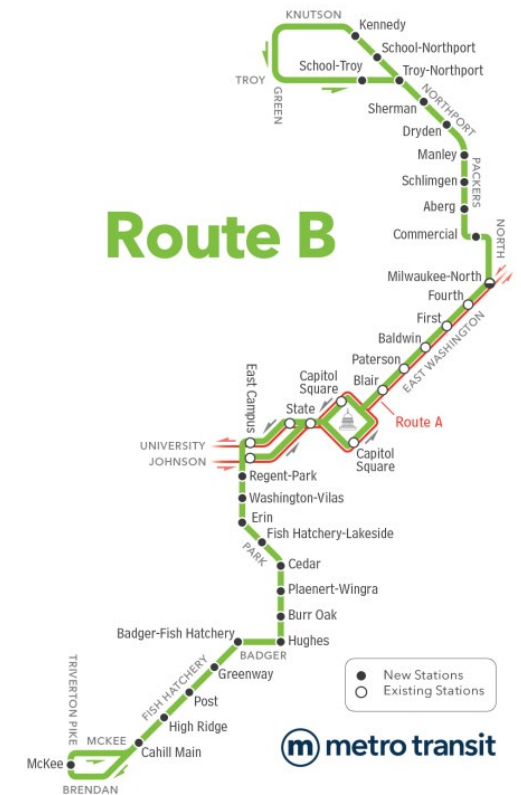 KNUTSON
Kennedy
School-Northport
School-Troy
Troy-Northport
TROY
GREEN
Sherman
NORTHPORT
Dryden
Manley
PACKERS
Schlimgen
Aberg
Commercial
NORTH
Route B
Milwaukee-North
Fourth
First
Baldwin
EAST WASHINGTON
Paterson
Blair
Capitol
Square
Route A
State
East Campus
Capitol
Square
UNIVERSITY
JOHNSON
Regent-Park
Washington-Vilas
Erin
Fish Hatchery-Lakeside
PARK
Cedar
Plaenert-Wingra
Burr Oak
Badger-Fish Hatchery
Hughes
BADGER
Greenway
FISH HATCHERY
Post
High Ridge
Cahill Main
TRIVERTON PIKE
MCKEE
McKee
BRENDAN
New Stations
Existing Stations
m metro transit